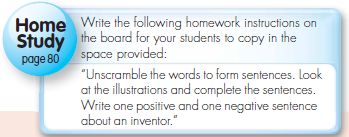 Home
Study
page 80
Write the following homework instructions on
the board for your students to copy in the
space provided:
"Unscramble the words to form sentences. Look
at the illustrations and complete the sentences.
Write one positive and one negative sentence
about an inventor."